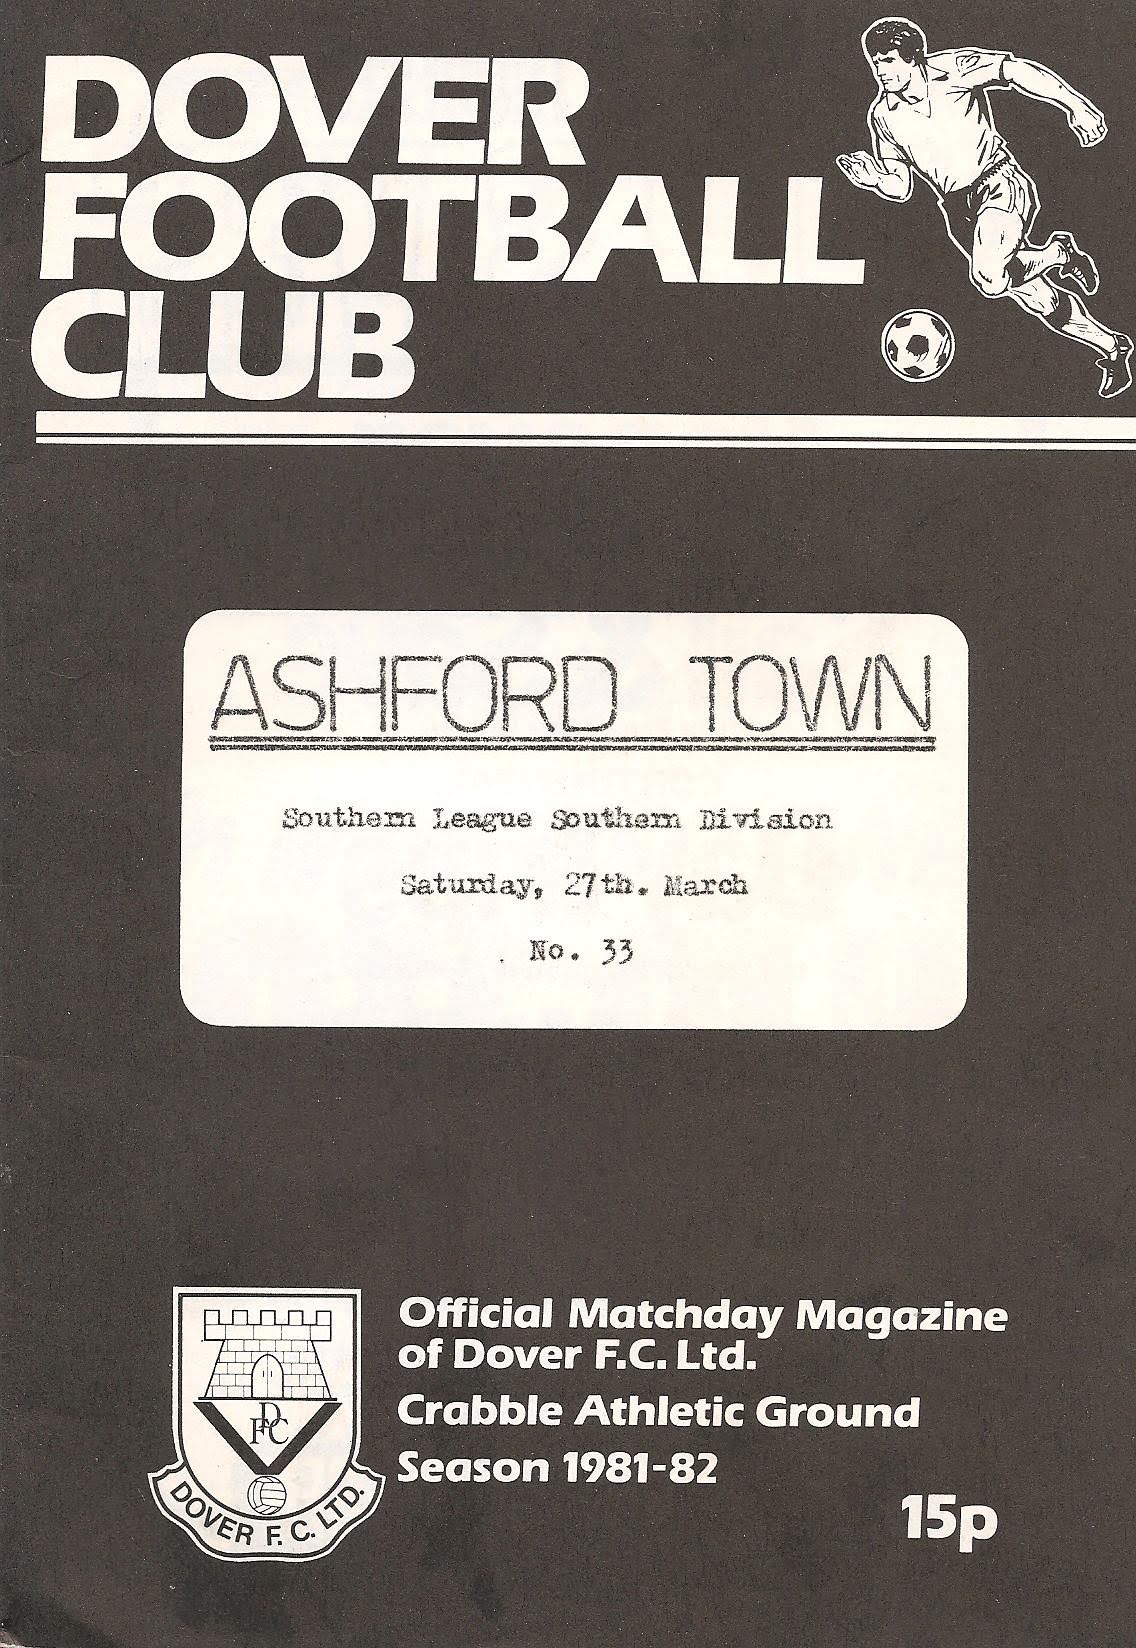 DOVER
FOOTBALL
CLUB
ASHFORD TOWN
Southern League Southern Division
Saturday, 27th. March
No. 33
Official Matchday Magazine
of Dover F.C. Ltd.
Crabble Athletic Ground
Season 1981-82
15p
DFC
DOVER F.C. LTD.